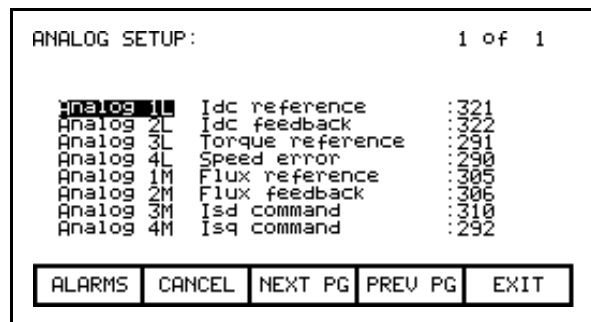 ANALOG SETUP: 1 of 1
Analog 1L Idc reference :321
Analog 2L Idc feedback :322
Analog 3L Torque reference :291
Analog 4L Speed error :290
Analog 1M Flux reference :305
Analog 2M Flux feedback :306
Analog 3M Isd command :310
Analog 4M Isq command :292
ALARMS CANCEL NEXT PG PREV PG EXIT